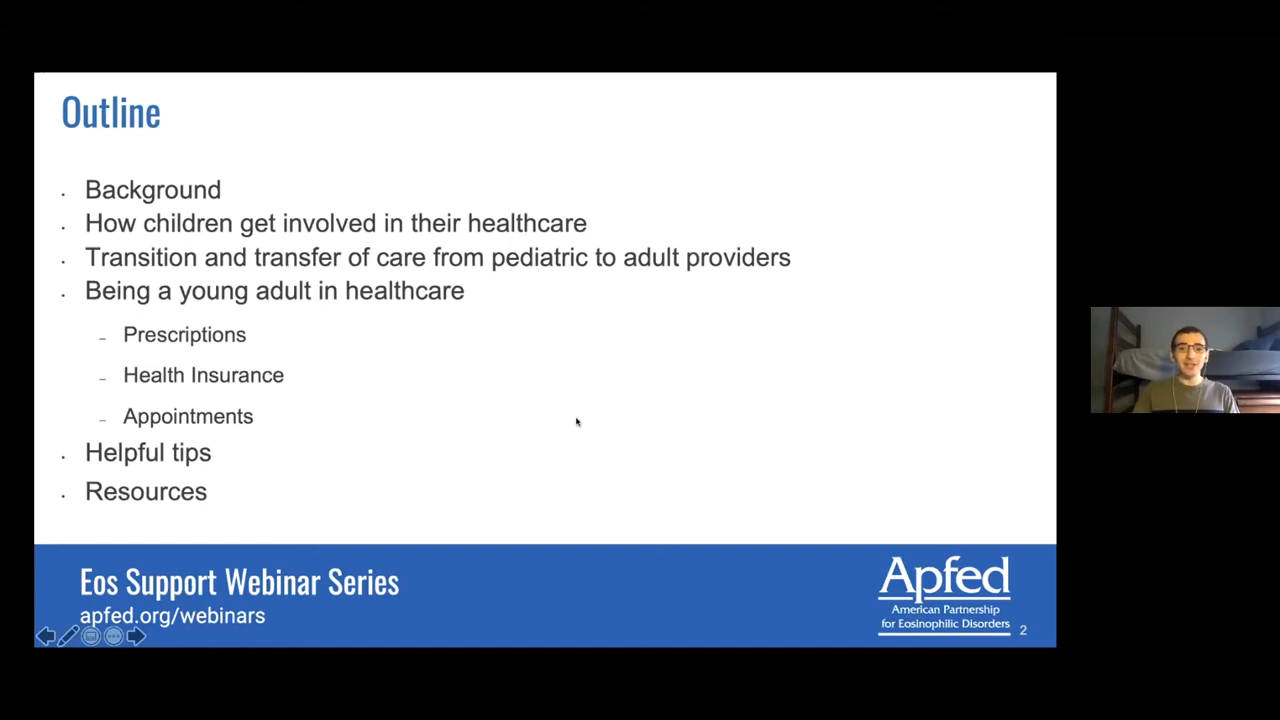 Outline
Background
How children get involved in their healthcare
Transition and transfer of care from pediatric to adult providers
Being a young adult in healthcare
Prescriptions
Health Insurance
Appointments
Helpful tips
Resources
Eos Support Webinar Series
apfed.org/webinars
Apfed
American Partnership
for Eosinophilic Disorders
2